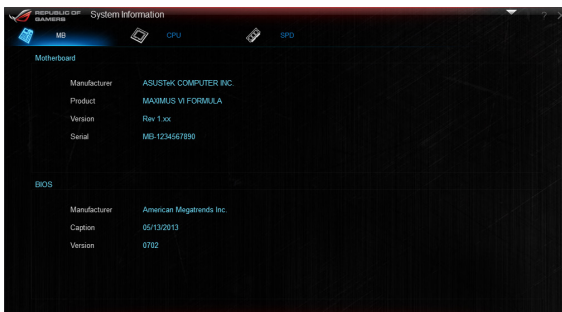 REPUBLIC OF
GAMERS
System Information
?
MB CPU SPD
Motherboard
Manufacturer ASUSTeK COMPUTER INC.
Product MAXIMUS VI FORMULA
Version Rev 1.xx
Serial MB-1234567890
BIOS
Manufacturer American Megatrends Inc.
Caption 05/13/2013
Version 0702